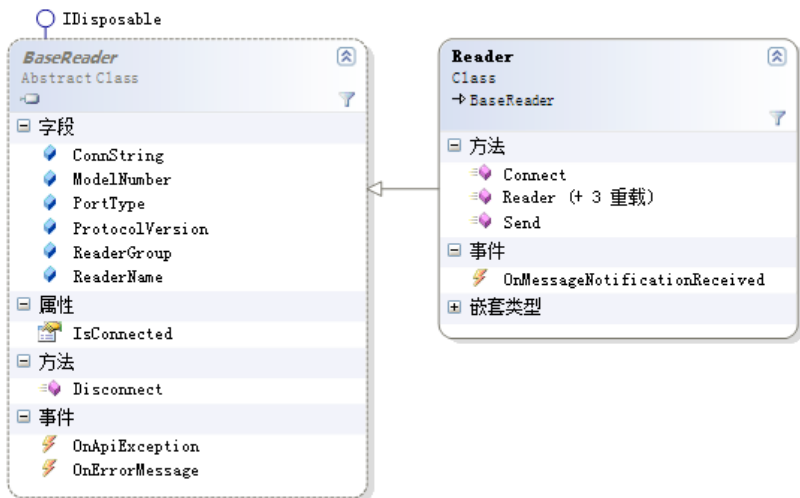 IDisposable
BaseReader
Abstract Class
字段
ConnString
ModelNumber
PortType
ProtocolVersion
ReaderGroup
ReaderName
属性
IsConnected
方法
Disconnect
事件
OnApiException
OnErrorMessage
Reader
Class
BaseReader
方法
Connect
Reader (+ 3 重载)
Send
事件
OnMessageNotificationReceived
嵌套类型